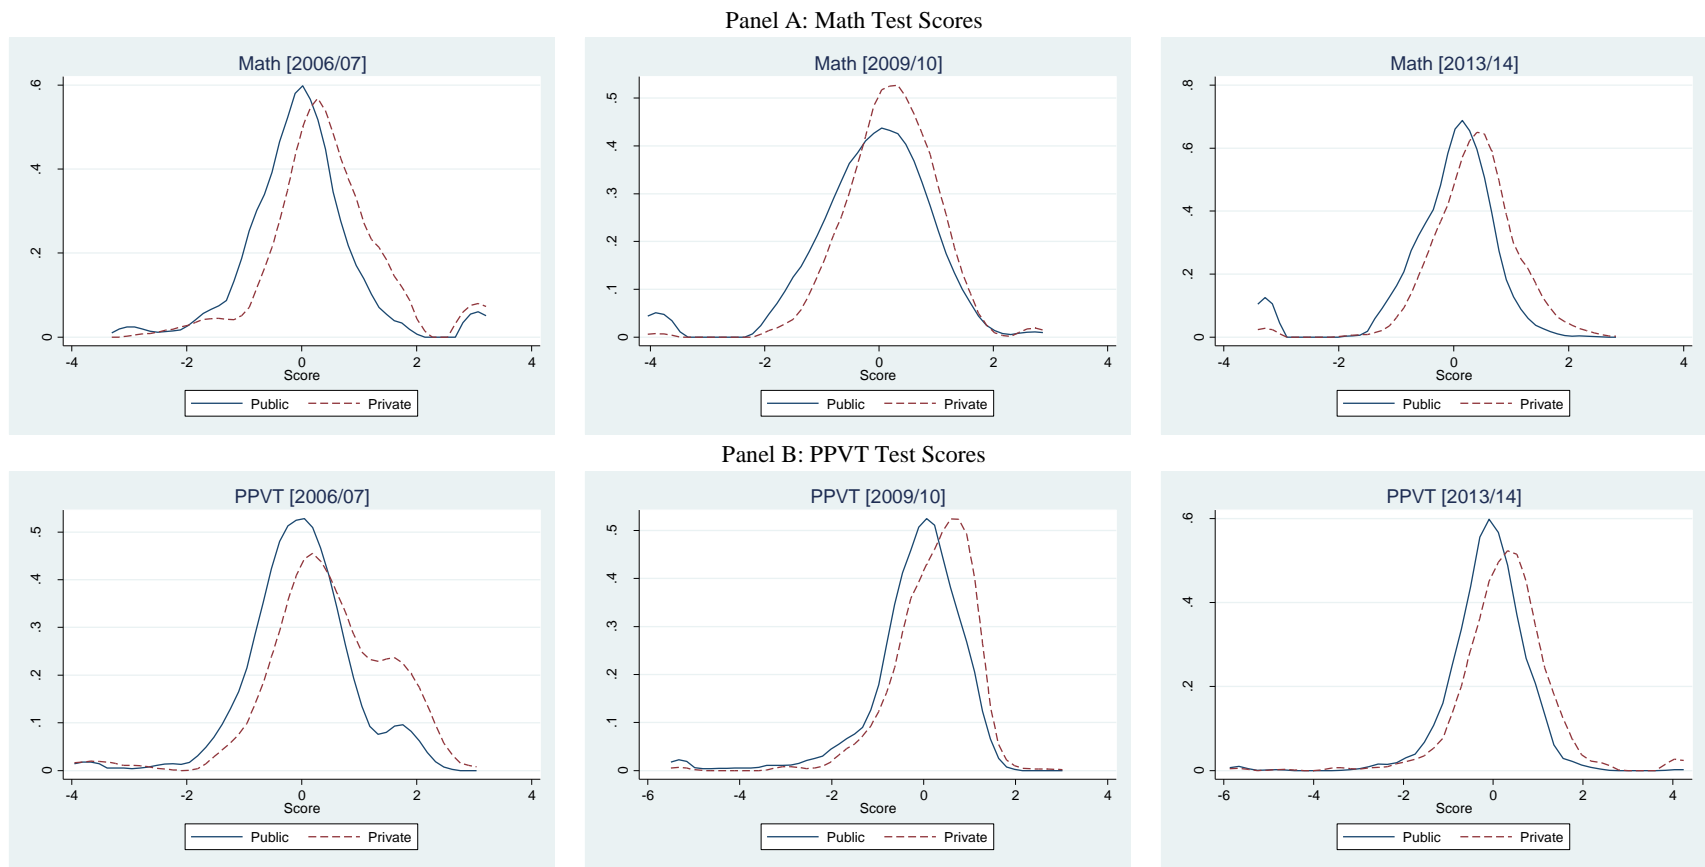 Panel A: Math Test Scores
Math [2006/07]
.6
.4
.2
0
-4 -2 0 2 4
Score
Public Private
Math [2009/10]
.5
.4
.3
.2
.1
0
-4 -2 0 2 4
Score
Public Private
Math [2013/14]
.8
.6
.4
.2
0
-4 -2 0 2 4
Score
Public Private
Panel B: PPVT Test Scores
PPVT [2006/07]
.5
.4
.3
.2
.1
0
-4 -2 0 2 4
Score
Public Private
PPVT [2009/10]
.5
.4
.3
.2
.1
0
-6 -4 -2 0 2 4
Score
Public Private
PPVT [2013/14]
.6
.4
.2
0
-6 -4 -2 0 2 4
Score
Public Private